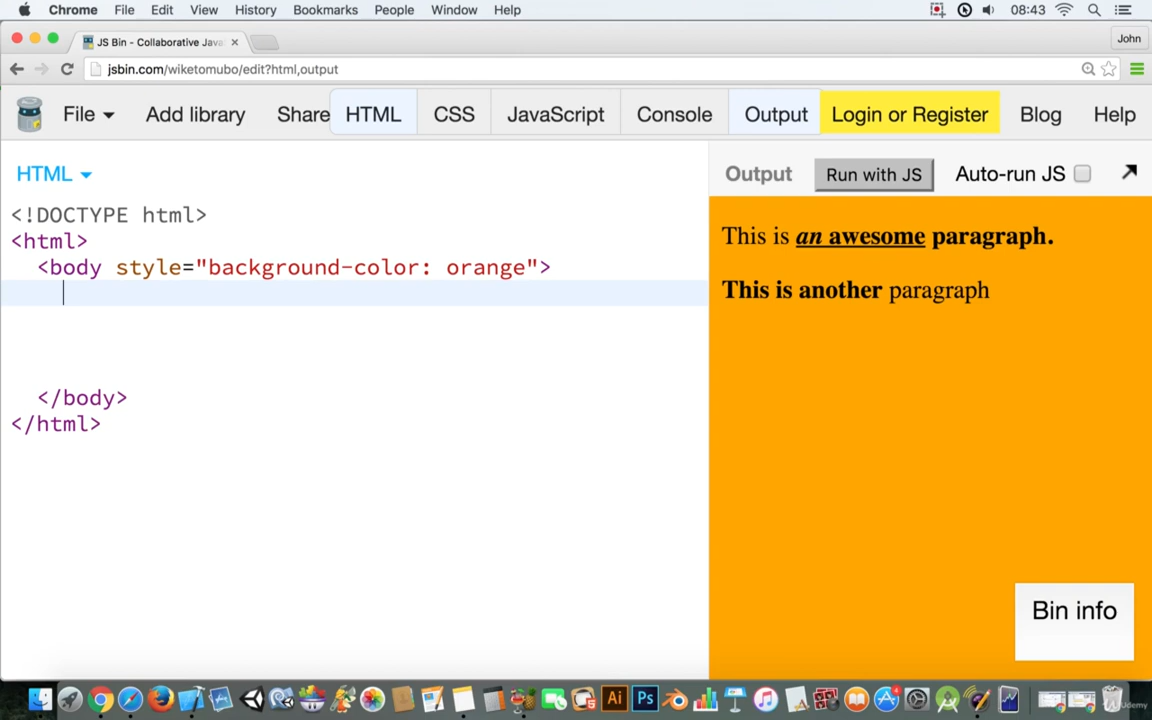 Chrome File Edit View History Bookmarks People Window Help 08:43
JS Bin - Collaborative Java John
jsbin.com/wiketomubo/edit?html,output
File Add library Share HTML CSS JavaScript Console Output Login or Register Blog Help
HTML
Output Run with JS Auto-run JS
<!DOCTYPE html>
<html>
<body style="background-color: orange">
</body>
</html>
This is an awesome paragraph.
This is another paragraph
Bin info
Ai Ps
Udemy